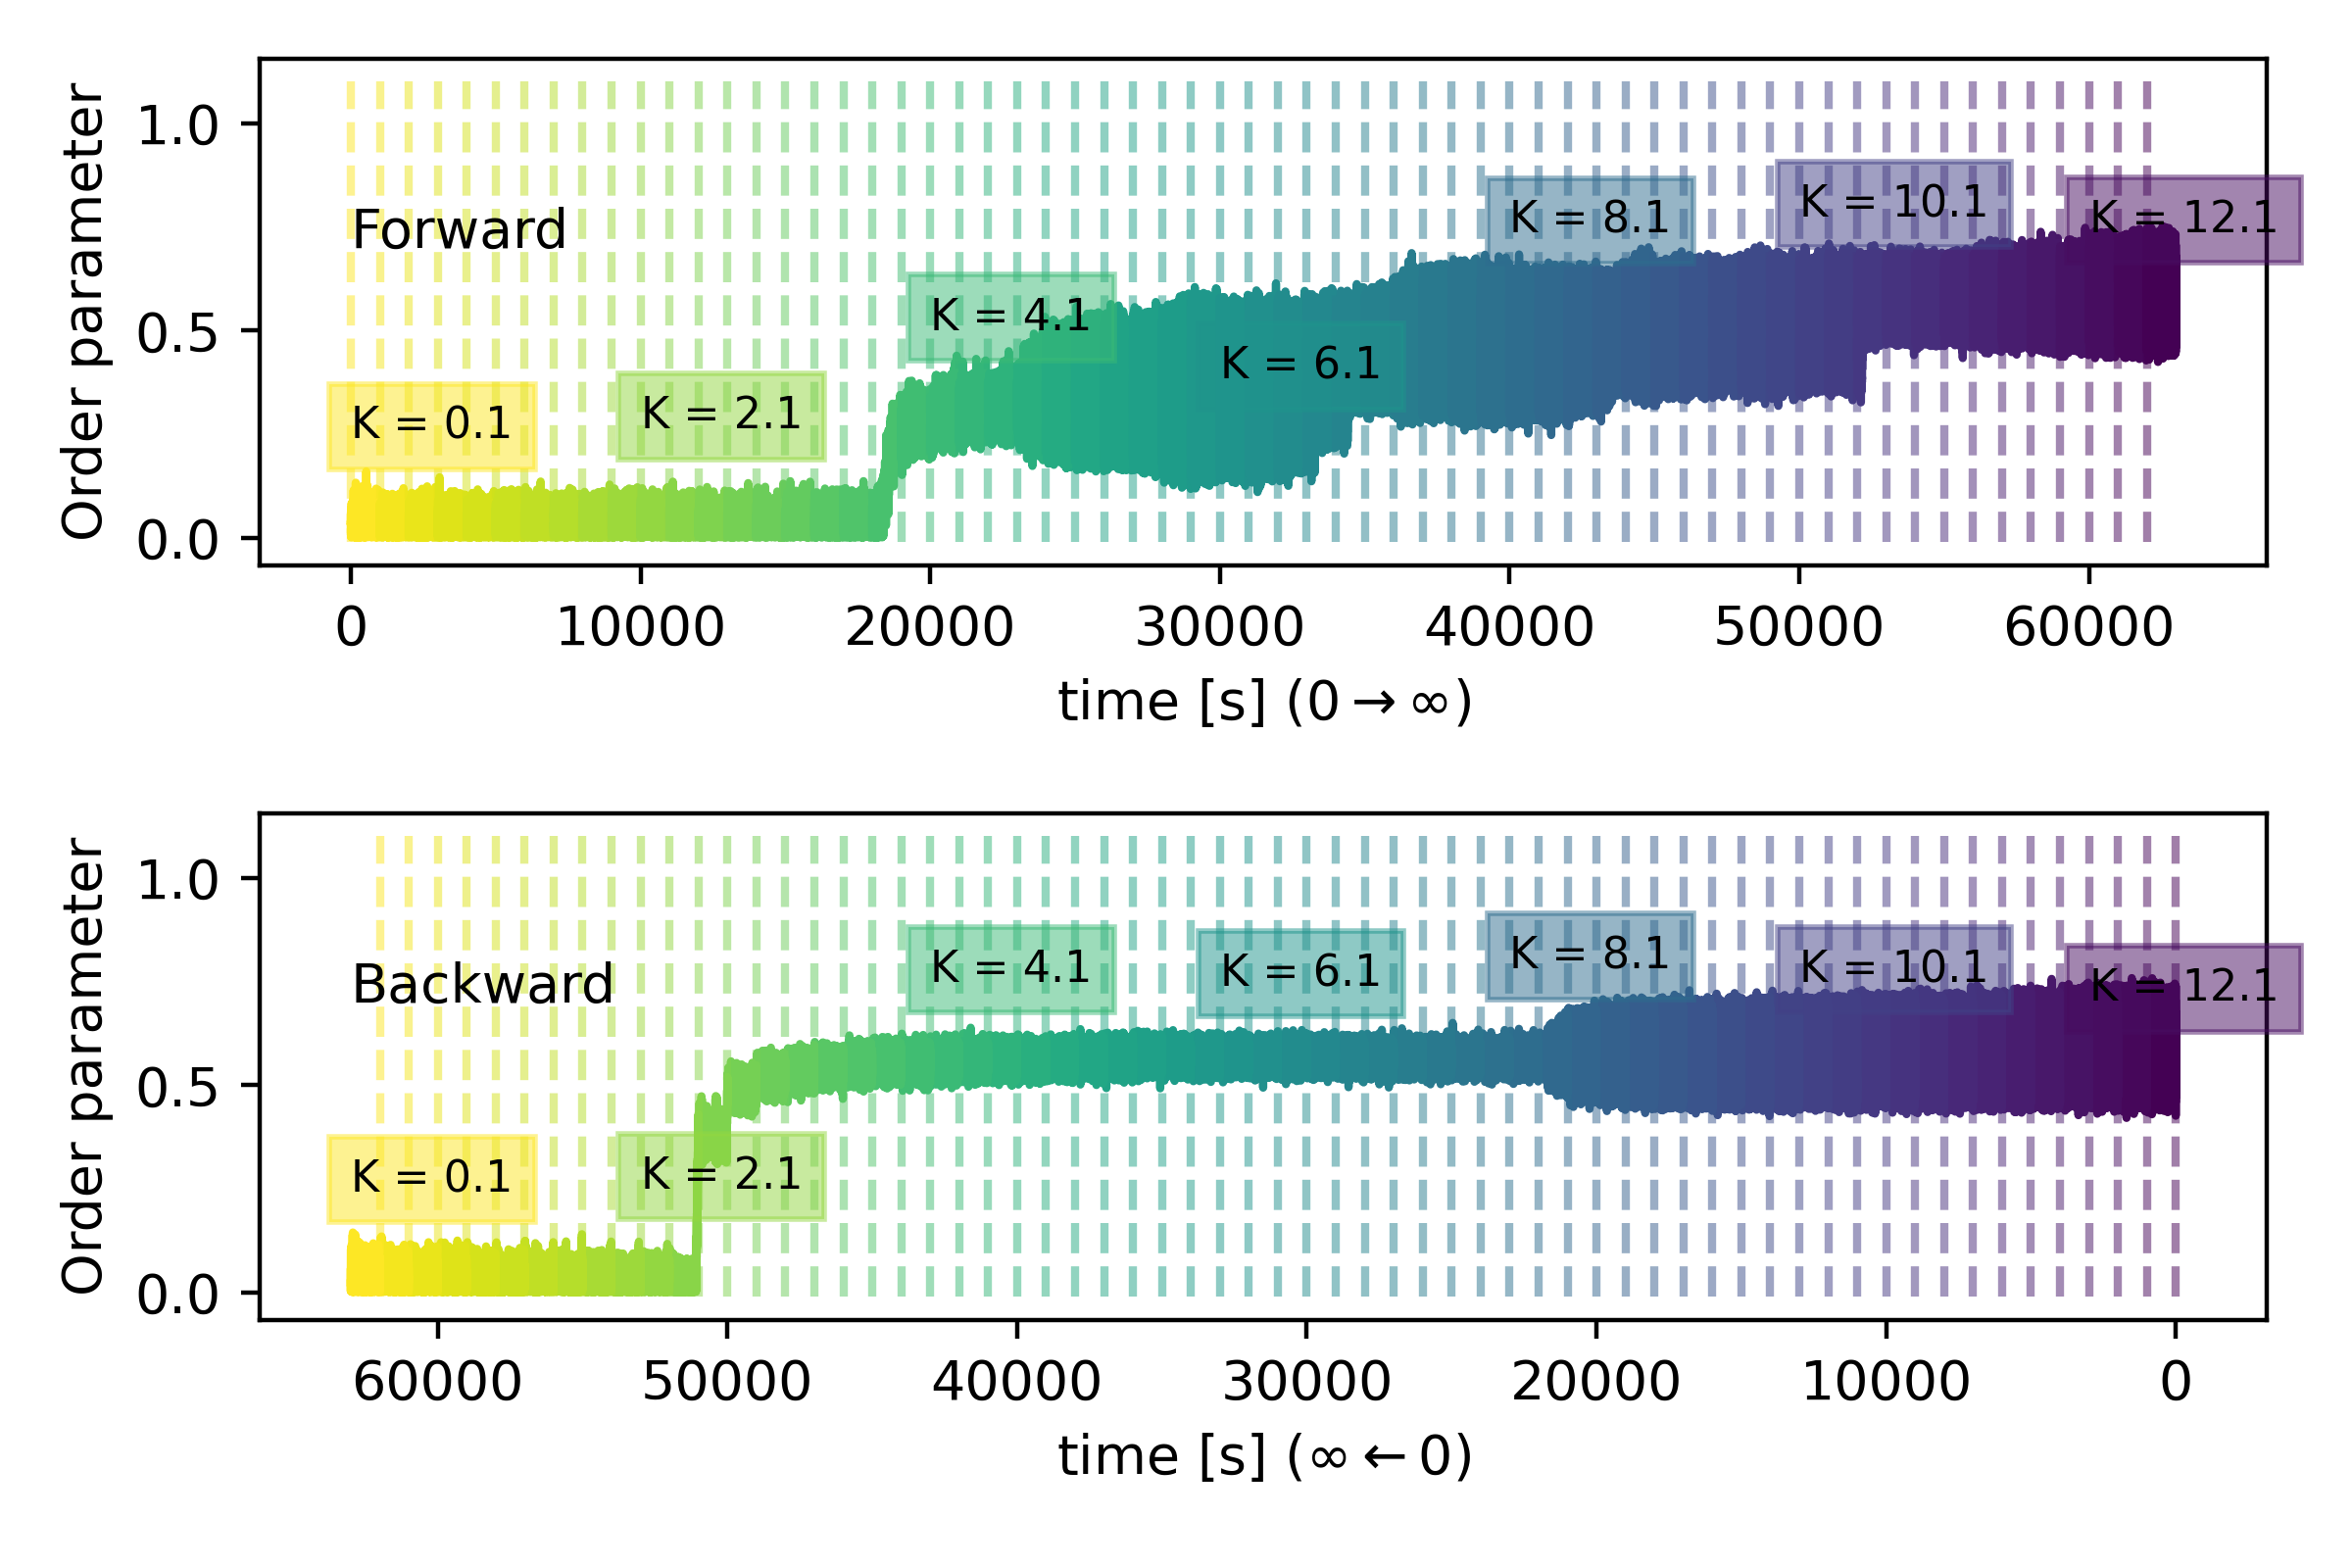 Order parameter
1.0
0.5
0.0
Forward
K = 0.1
K = 2.1
K = 4.1
K = 6.1
K = 8.1
K = 10.1
K = 12.1
0 10000 20000 30000 40000 50000 60000
time [s] (0 → ∞)
Order parameter
1.0
0.5
0.0
Backward
K = 0.1
K = 2.1
K = 4.1
K = 6.1
K = 8.1
K = 10.1
K = 12.1
60000 50000 40000 30000 20000 10000 0
time [s] (∞ ← 0)